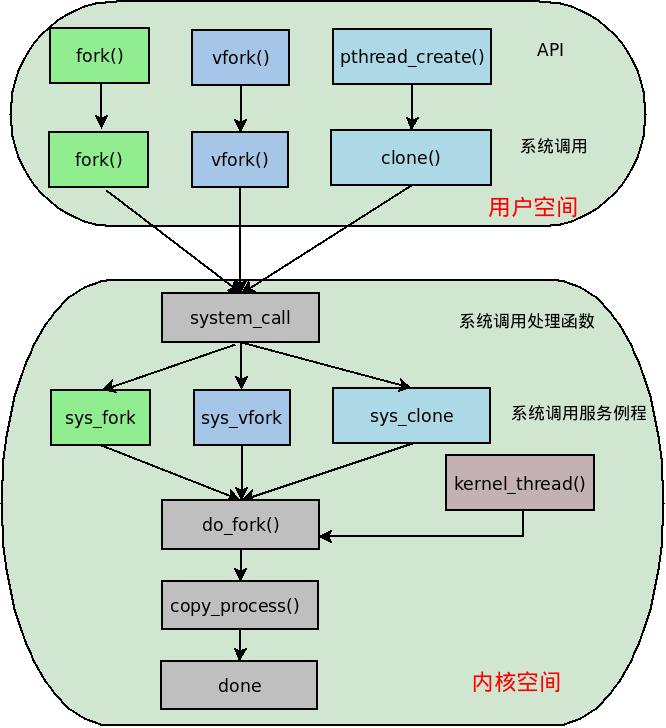 fork()
vfork()
pthread_create()
API
fork()
vfork()
clone()
系统调用
用户空间
system_call
系统调用处理函数
sys_fork
sys_vfork
sys_clone
系统调用服务例程
kernel_thread()
do_fork()
copy_process()
done
内核空间